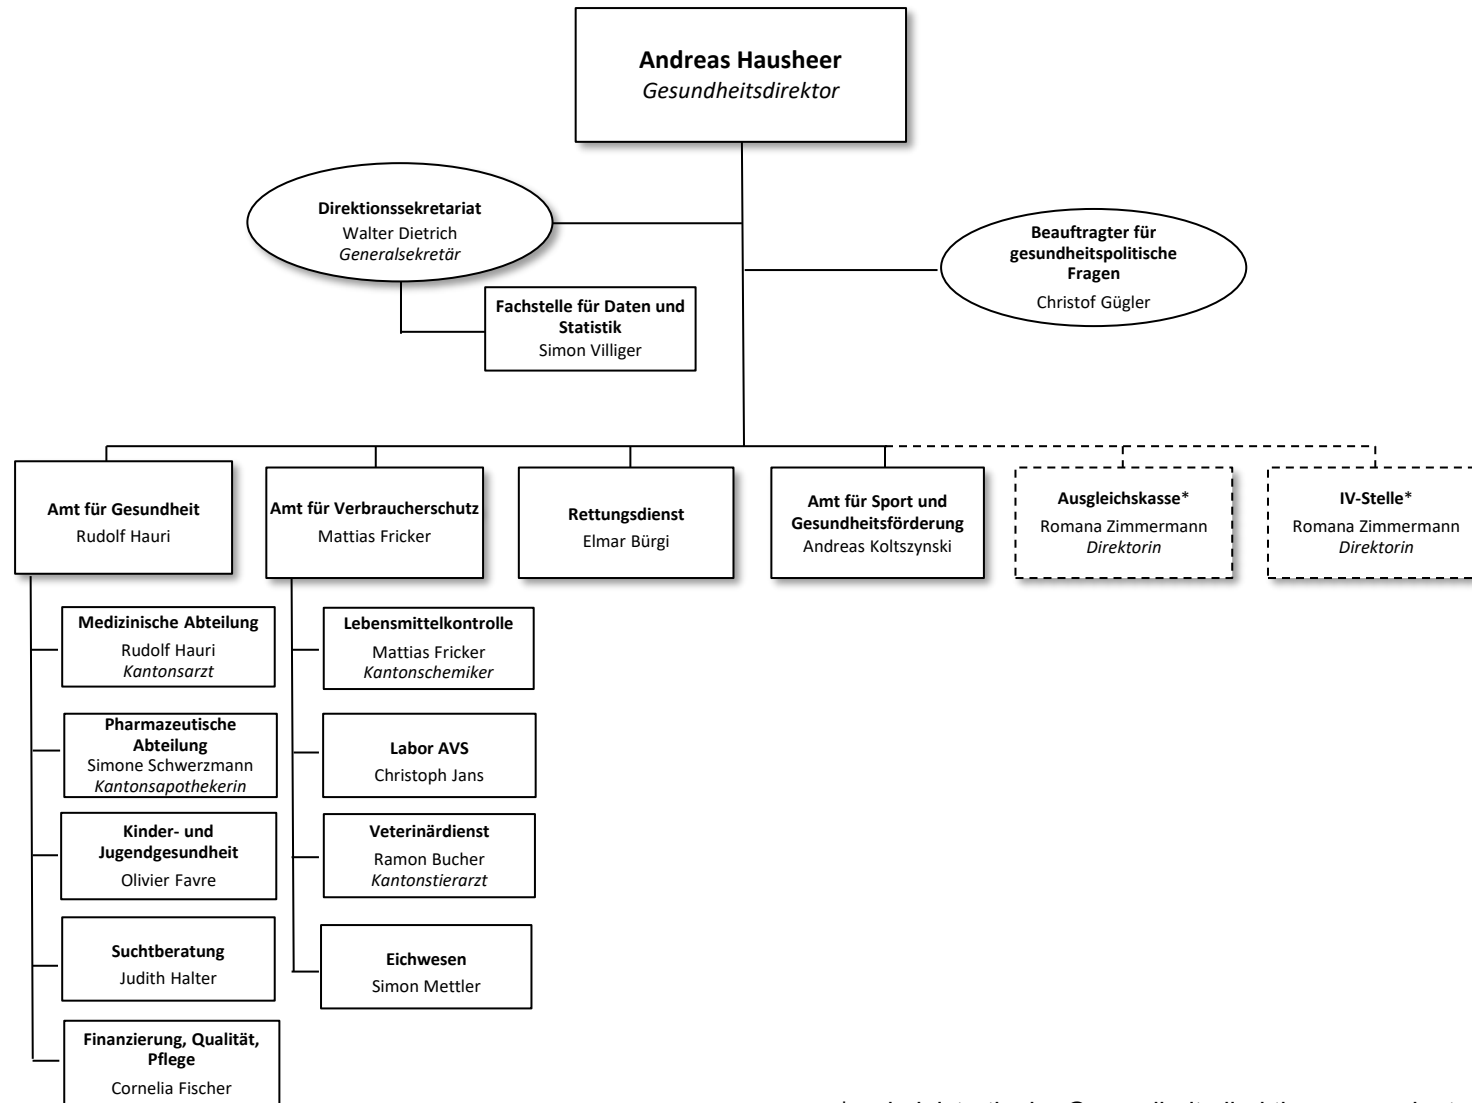 Andreas Hausheer
Gesundheitsdirektor
Direktionssekretariat
Walter Dietrich
Generalsekretär
Beauftragter für
gesundheitspolitische
Fragen
Christof Gügler
Fachstelle für Daten und
Statistik
Simon Villiger
Amt für Gesundheit
Rudolf Hauri
Amt für Verbraucherschutz
Mattias Fricker
Rettungsdienst
Elmar Bürgi
Amt für Sport und
Gesundheitsförderung
Andreas Koltszynski
Ausgleichskasse*
Romana Zimmermann
Direktorin
IV-Stelle*
Romana Zimmermann
Direktorin
Medizinische Abteilung
Rudolf Hauri
Kantonsarzt
Pharmazeutische
Abteilung
Simone Schwerzmann
Kantonsapothekerin
Kinder- und
Jugendgesundheit
Olivier Favre
Suchtberatung
Judith Halter
Finanzierung, Qualität,
Pflege
Cornelia Fischer
Lebensmittelkontrolle
Mattias Fricker
Kantonschemiker
Labor AVS
Christoph Jans
Veterinärdienst
Ramon Bucher
Kantonstierarzt
Eichwesen
Simon Mettler